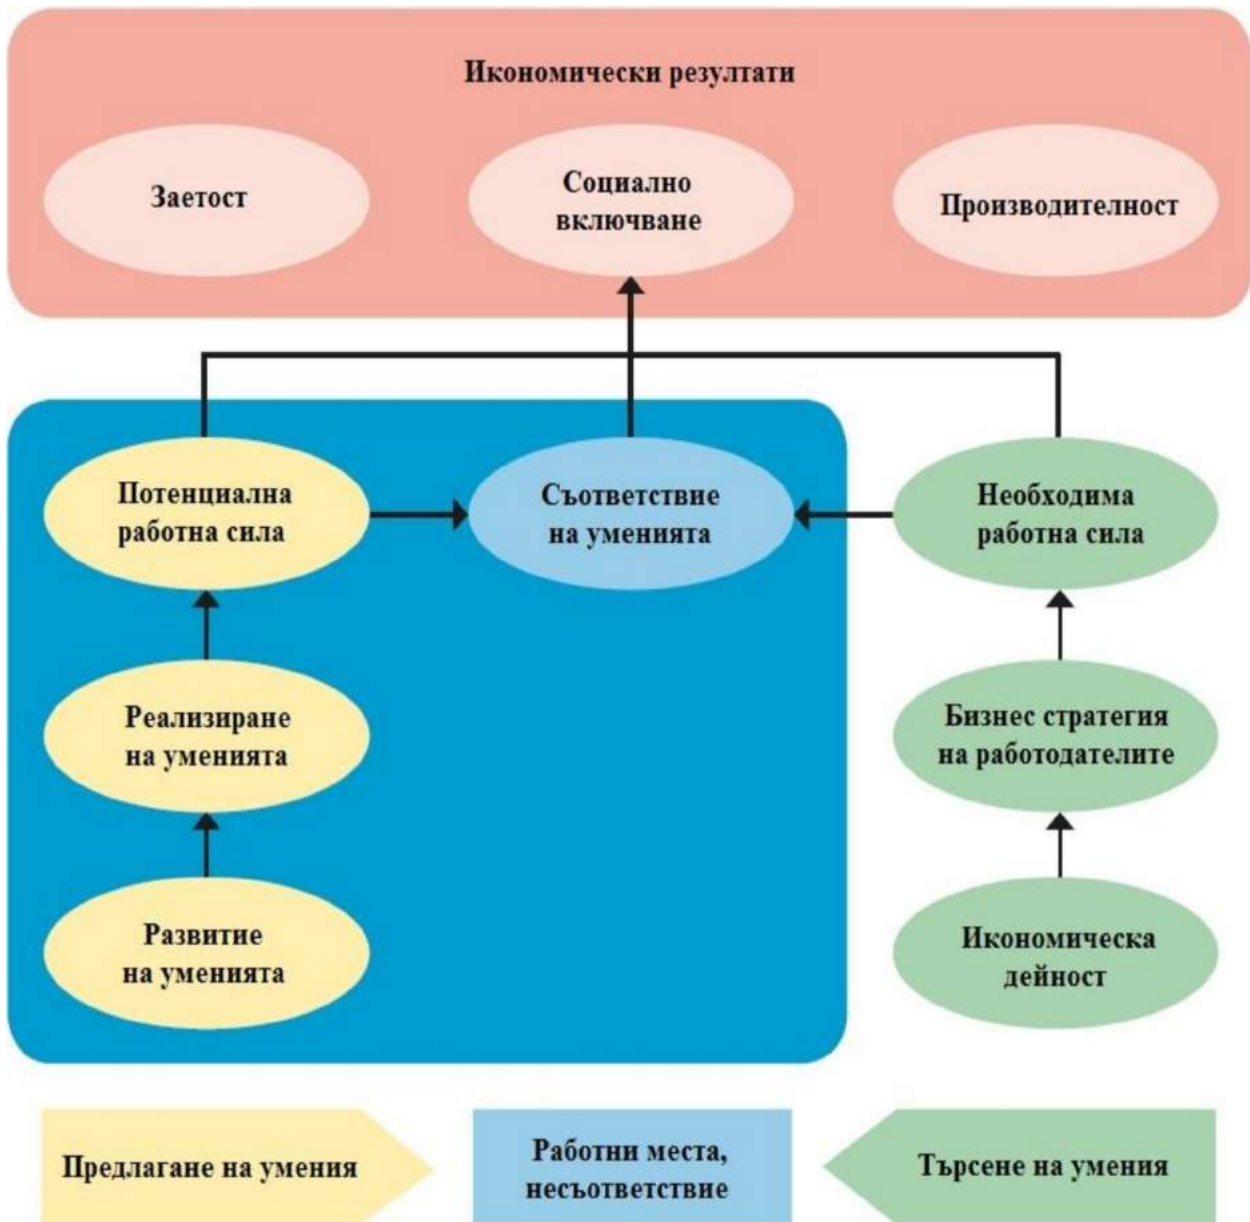 Икономически резултати
Заетост
Социално
включване
Производителност
Потенциална
работна сила
Съответствие
на уменията
Необходима
работна сила
Реализиране
на уменията
Бизнес стратегия
на работодателите
Развитие
на уменията
Икономическа
дейност
Предлагане на умения
Работни места,
несъответствие
Търсене на умения